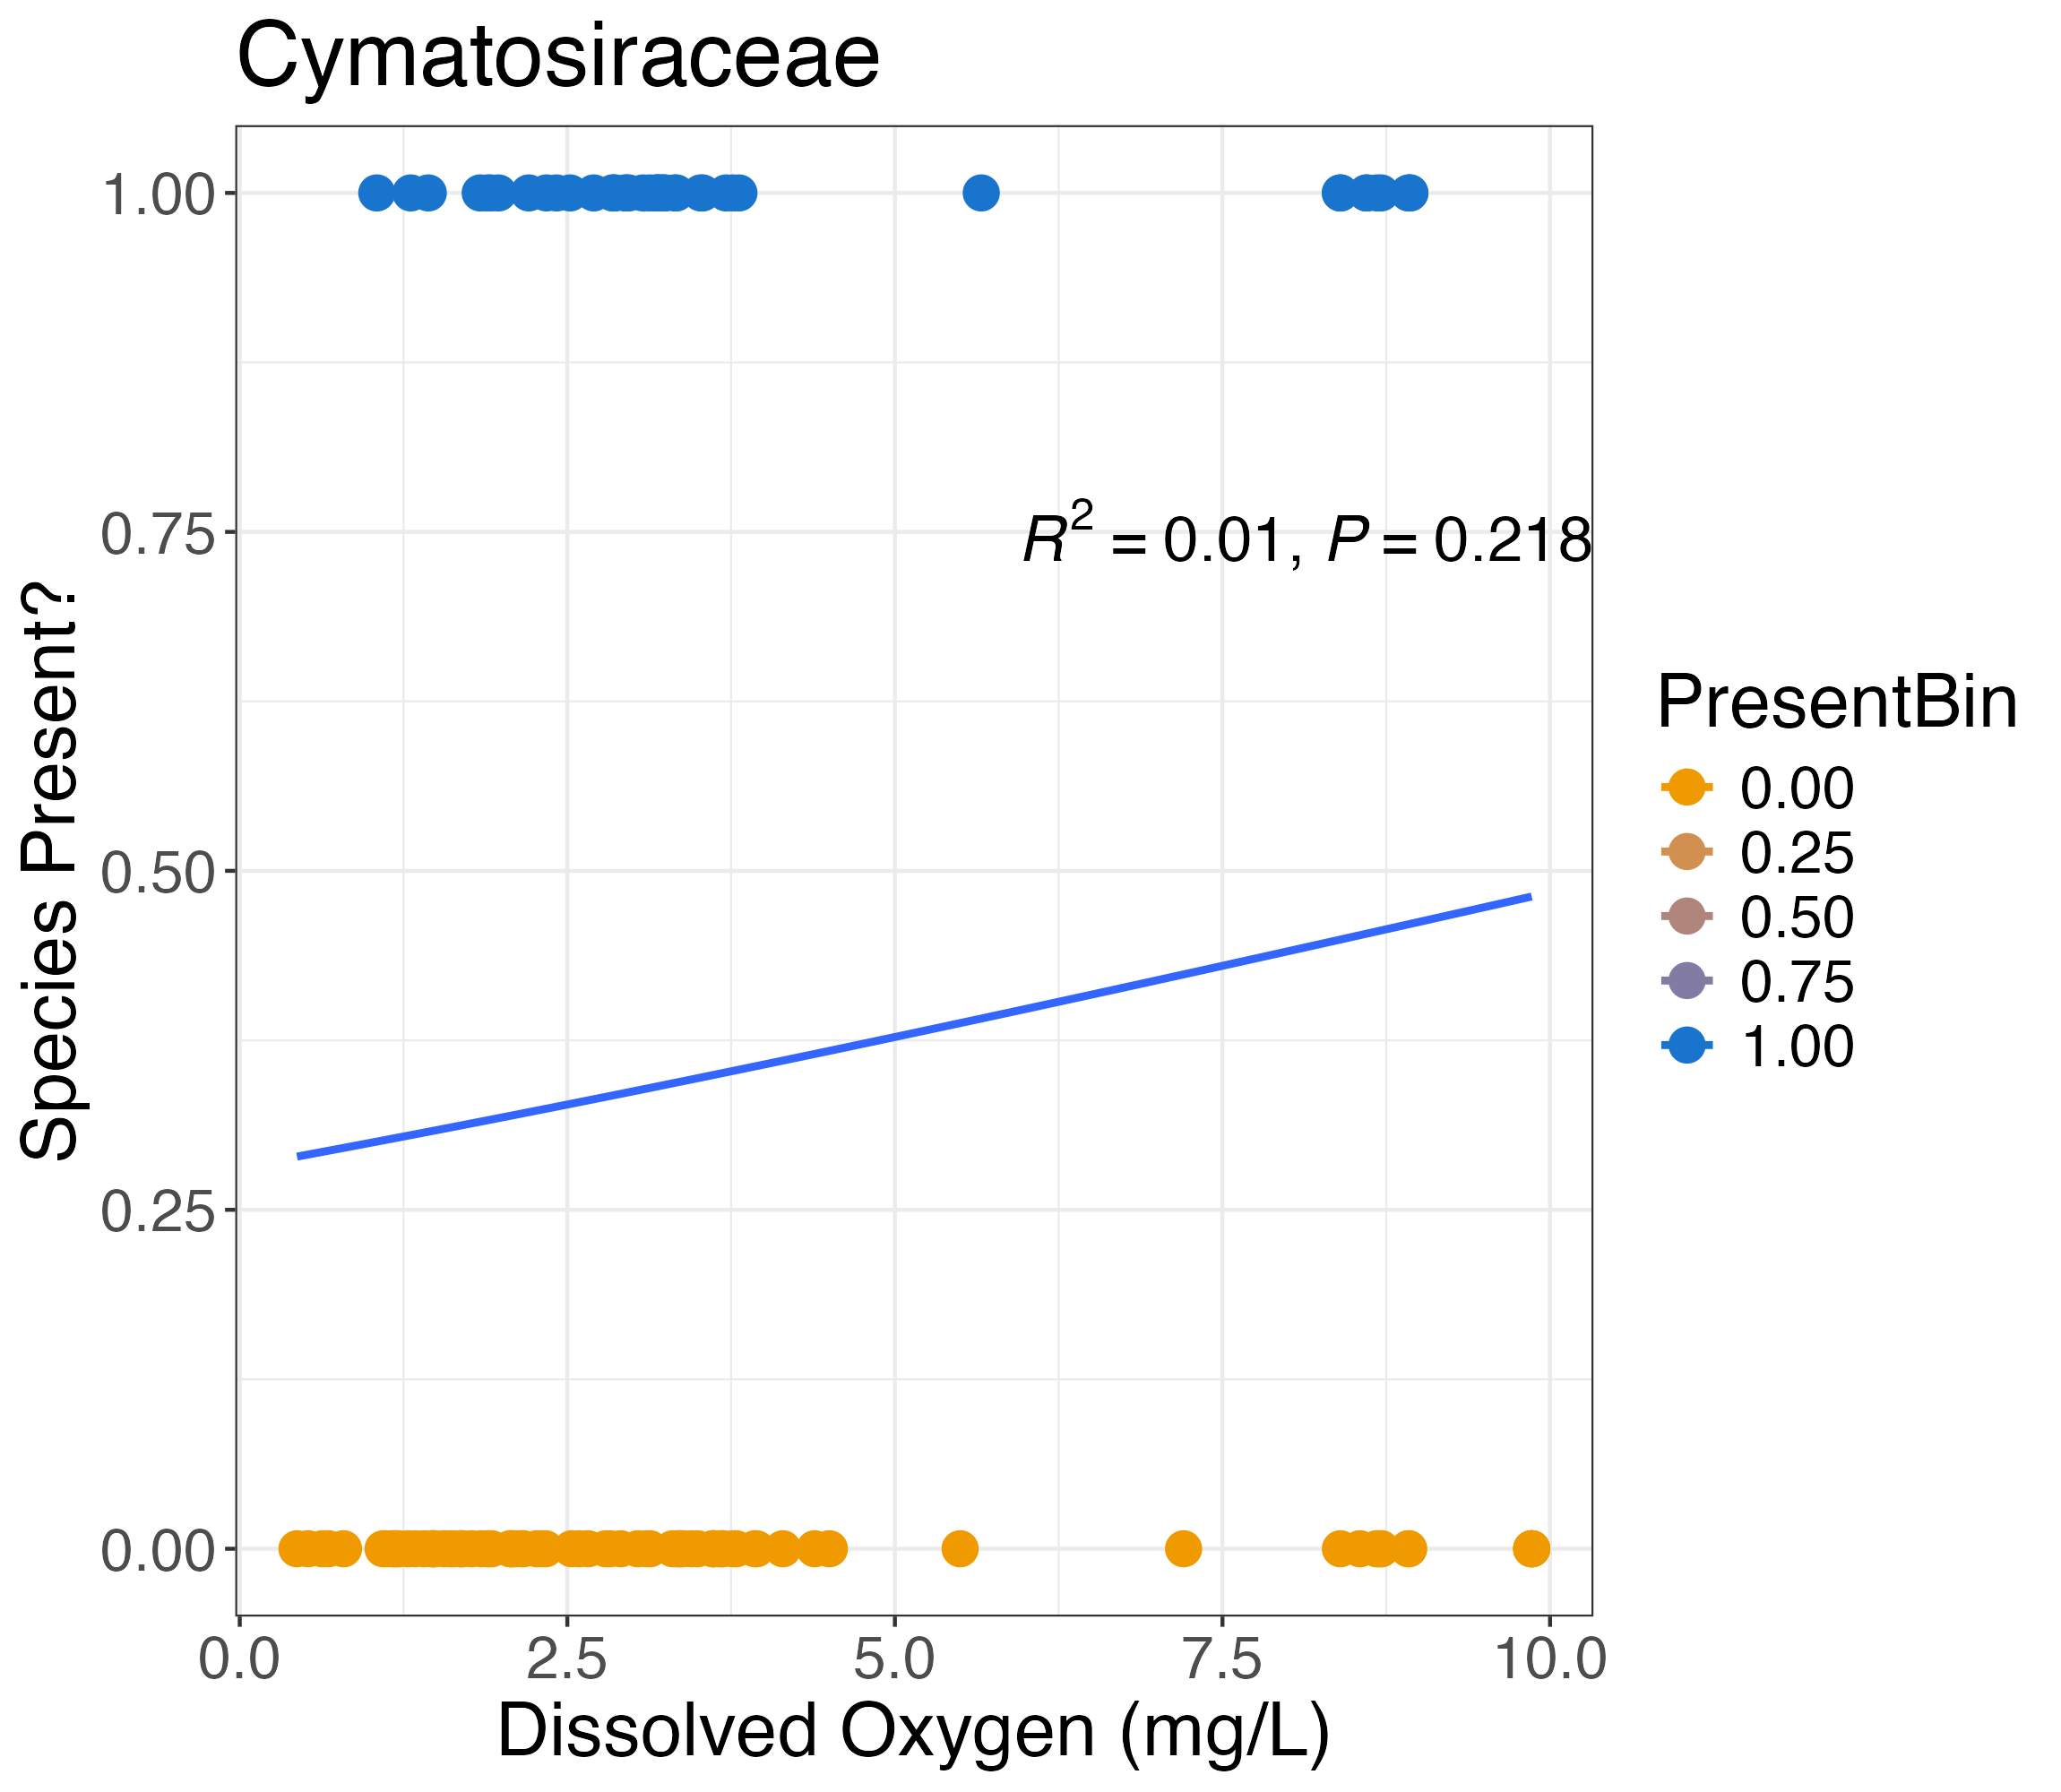 Cymatosiraceae
1.00
0.75
0.50
0.25
0.00
Species Present?
R² = 0.01, P = 0.218
0.0 2.5 5.0 7.5 10.0
Dissolved Oxygen (mg/L)
PresentBin
0.00
0.25
0.50
0.75
1.00